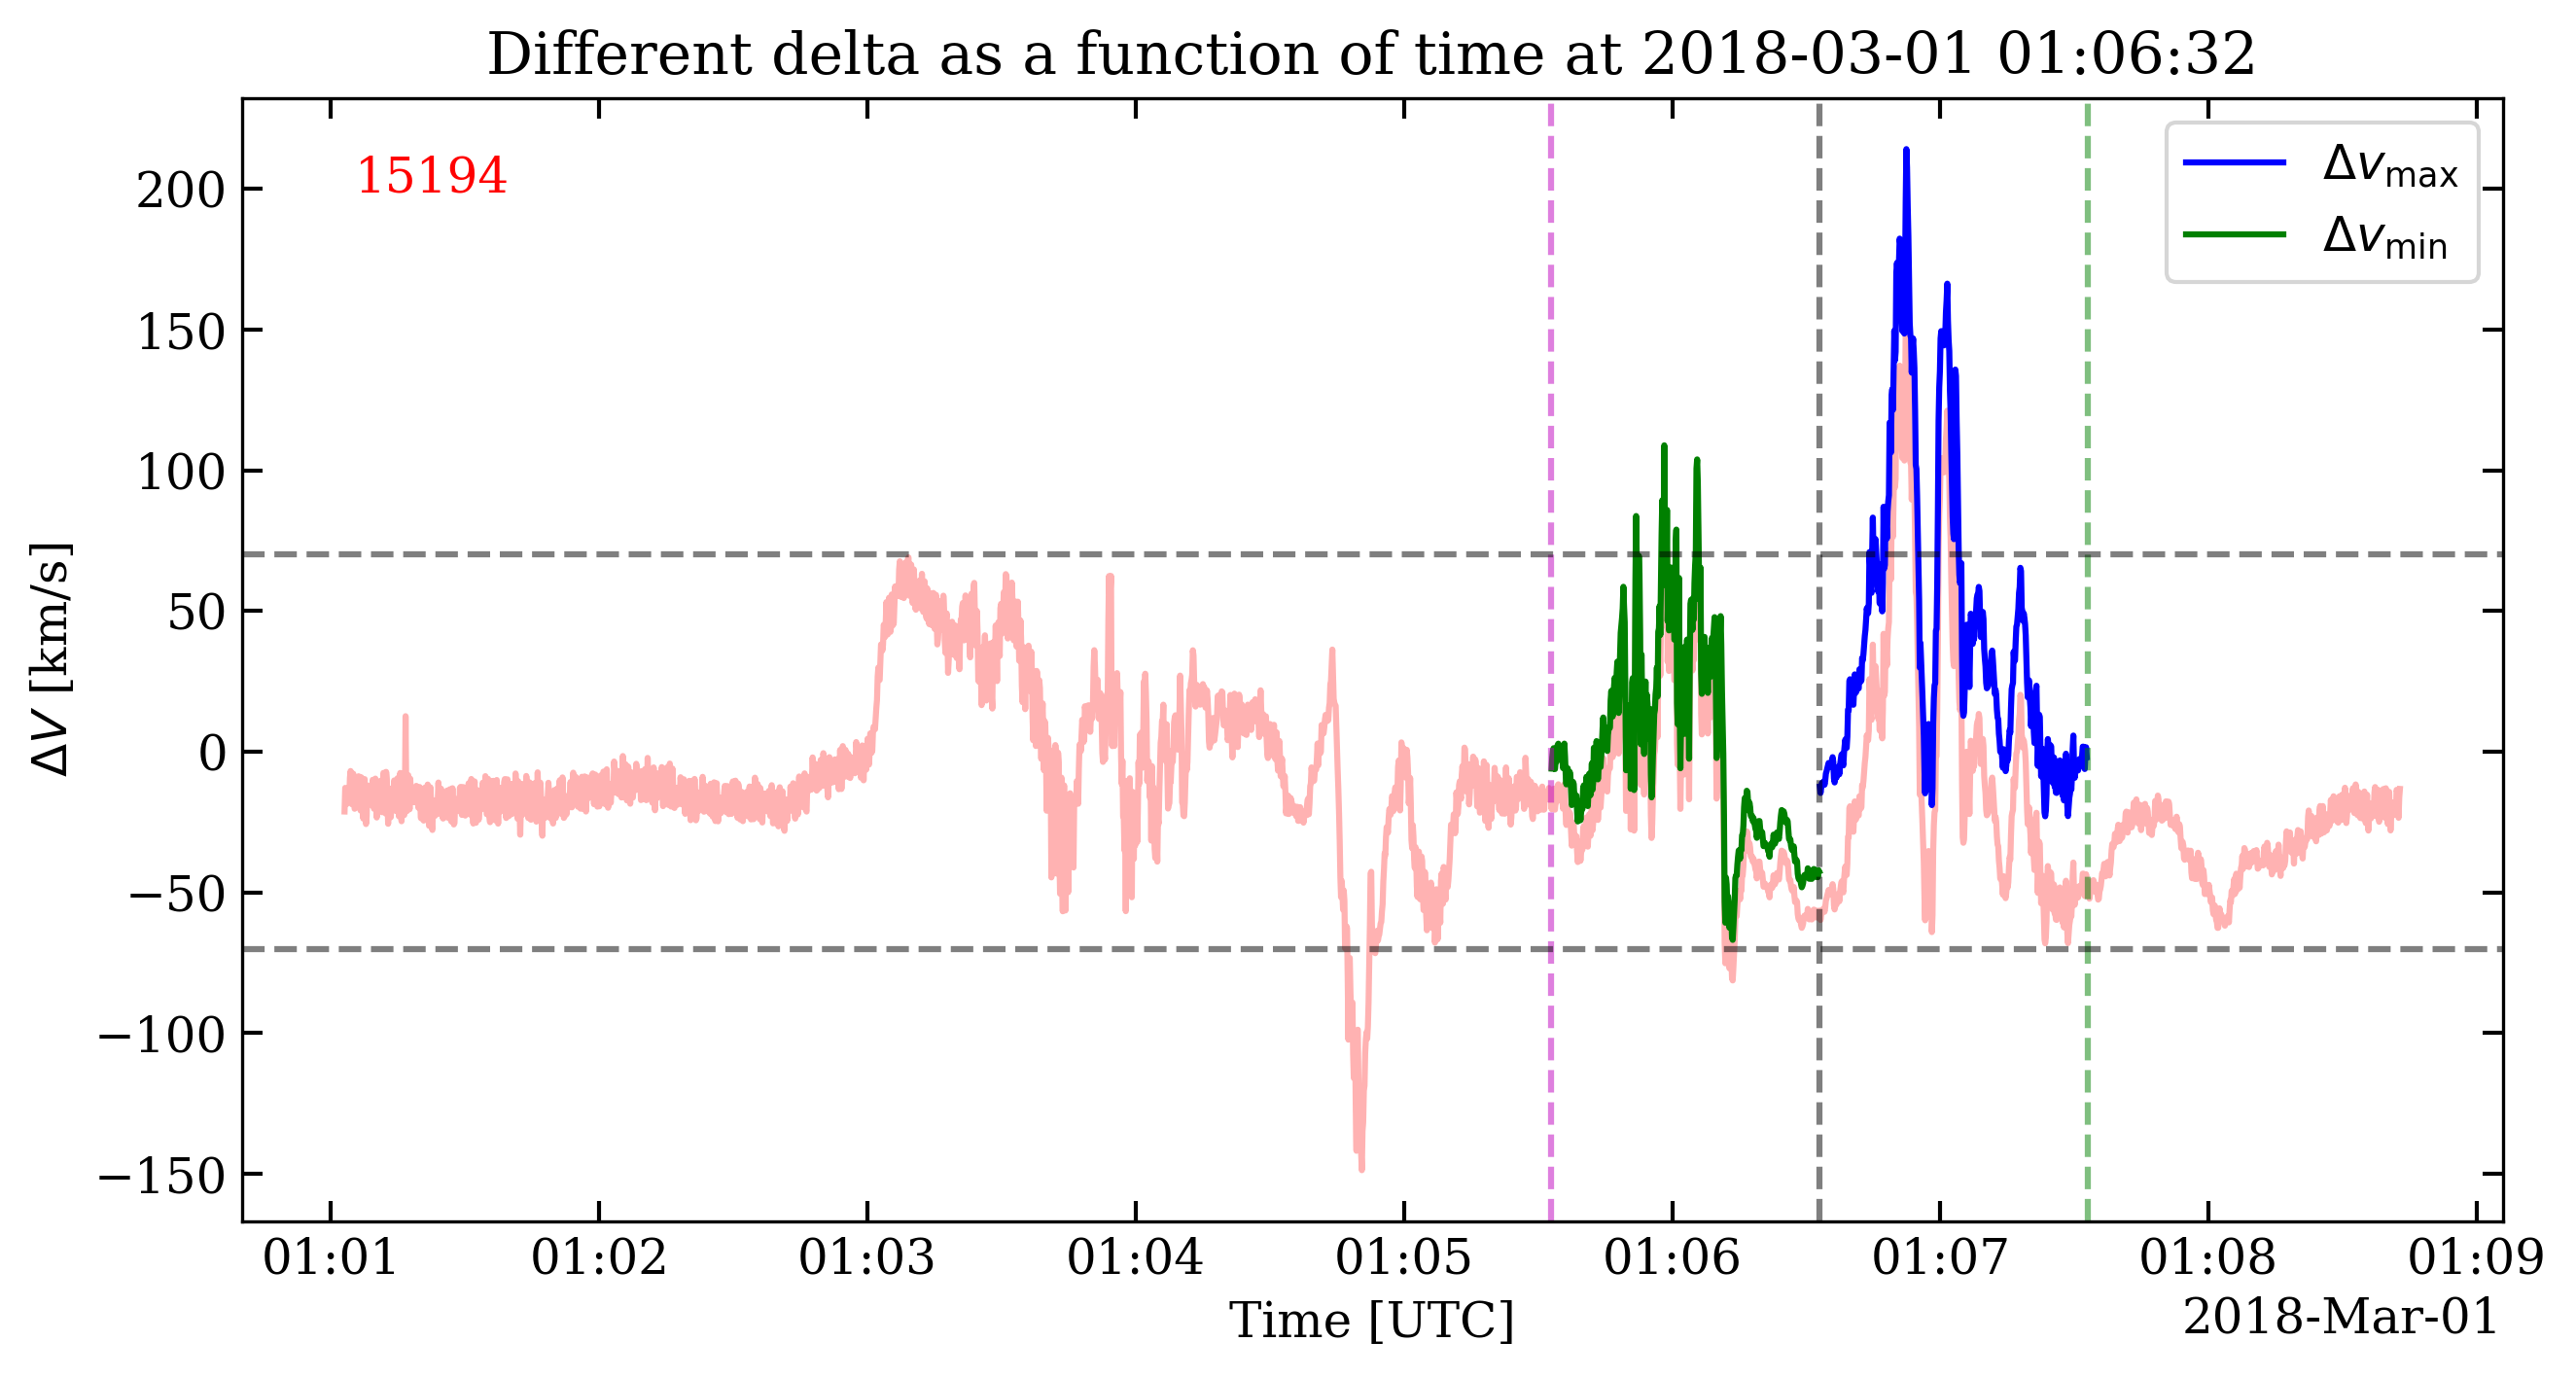 Different delta as a function of time at 2018-03-01 01:06:32
15194
Δv_max
Δv_min
200
150
100
50
0
−50
−100
−150
ΔV [km/s]
01:01 01:02 01:03 01:04 01:05 01:06 01:07 01:08 01:09
Time [UTC]
2018-Mar-01